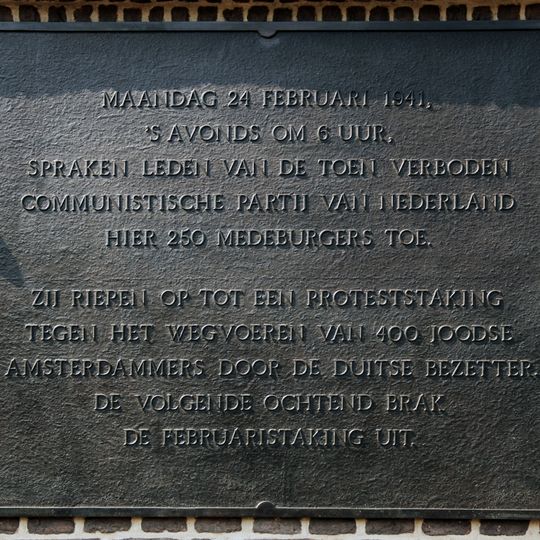 MAANDAG 24 FEBRUARI 1941,
'S AVONDS OM 6 UUR,
SPRAKEN LEDEN VAN DE TOEN VERBODEN
COMMUNISTISCHE PARTIJ VAN NEDERLAND
HIER 250 MEDEBURGERS TOE.
ZIJ RIEPEN OP TOT EEN PROTESTSTAKING
TEGEN HET WEGVOEREN VAN 400 JOODSE
AMSTERDAMMERS DOOR DE DUITSE BEZETTER.
DE VOLGENDE OCHTEND BRAK
DE FEBRUARISTAKING UIT.